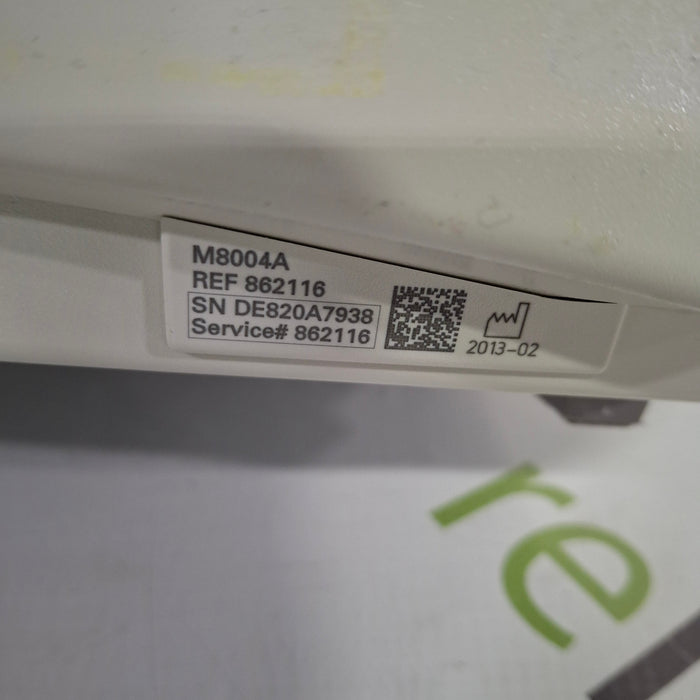 M8004A
REF 862116
SN DE820A7938
Service# 862116
2013-02
re